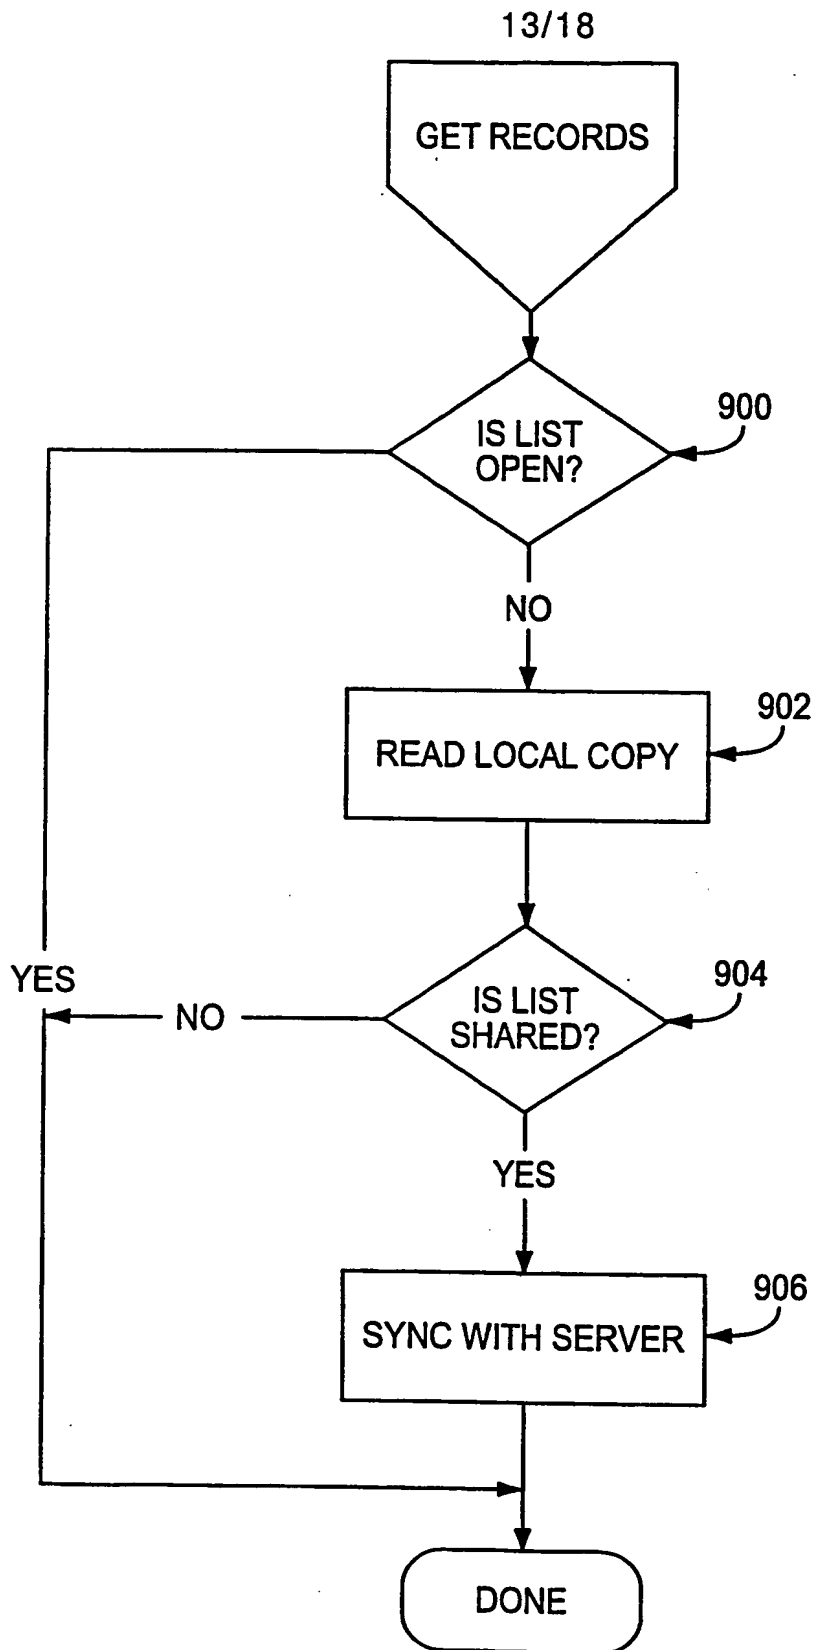 13/18
GET RECORDS
IS LIST
OPEN?
900
NO
READ LOCAL COPY
902
YES
NO
IS LIST
SHARED?
904
YES
SYNC WITH SERVER
906
DONE